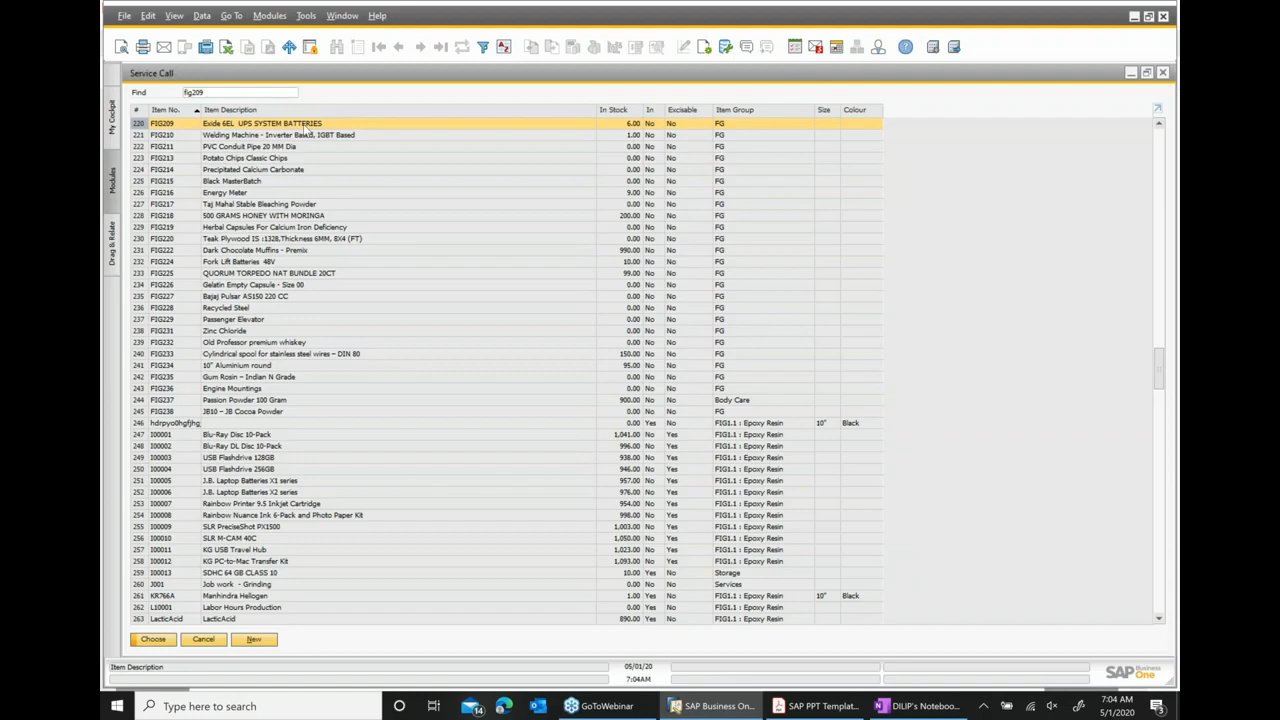 File Edit View Data Go To Modules Tools Window Help
Service Call
Find fig209
# Item No. Item Description In Stock In Excisable Item Group Size Colour
220 FIG209 Exide 6EL UPS SYSTEM BATTERIES 6.00 No No FG
221 FIG210 Welding Machine - Inverter Based, IGBT Based 1.00 No No FG
222 FIG211 PVC Conduit Pipe 20 MM Dia 0.00 No No FG
223 FIG213 Potato Chips Classic Chips 0.00 No No FG
224 FIG214 Precipitated Calcium Carbonate 0.00 No No FG
225 FIG215 Black MasterBatch 0.00 No No FG
226 FIG216 Energy Meter 9.00 No No FG
227 FIG217 Taj Mahal Stable Bleaching Powder 0.00 No No FG
228 FIG218 500 GRAMS HONEY WITH MORINGA 200.00 No No FG
229 FIG219 Herbal Capsules For Calcium Iron Deficiency 0.00 No No FG
230 FIG220 Teak Plywood IS :1328,Thickness 6MM, 8X4 (FT) 0.00 No No FG
231 FIG222 Dark Chocolate Muffins - Premix 990.00 No No FG
232 FIG224 Fork Lift Batteries 48V 10.00 No No FG
233 FIG225 QUORUM TORPEDO NAT BUNDLE 20CT 99.00 No No FG
234 FIG226 Gelatin Empty Capsule - Size 00 0.00 No No FG
235 FIG227 Bajaj Pulsar AS150 220 CC 0.00 No No FG
236 FIG228 Recycled Steel 0.00 No No FG
237 FIG229 Passenger Elevator 0.00 No No FG
238 FIG231 Zinc Chloride 0.00 No No FG
239 FIG232 Old Professor premium whiskey 0.00 No No FG
240 FIG233 Cylindrical spool for stainless steel wires – DIN 80 150.00 No No FG
241 FIG234 10" Aluminium round 95.00 No No FG
242 FIG235 Gum Rosin – Indian N Grade 0.00 No No FG
243 FIG236 Engine Mountings 0.00 No No FG
244 FIG237 Passion Powder 100 Gram 900.00 No No Body Care
245 FIG238 JB10 – JB Cocoa Powder 0.00 No No FG
246 hdrpyo0hgfjhg 0.00 Yes No FIG1.1 : Epoxy Resin 10" Black
247 I00001 Blu-Ray Disc 10-Pack 1,041.00 No Yes FIG1.1 : Epoxy Resin
248 I00002 Blu-Ray DL Disc 10-Pack 996.00 No Yes FIG1.1 : Epoxy Resin
249 I00003 USB Flashdrive 128GB 938.00 No Yes FIG1.1 : Epoxy Resin
250 I00004 USB Flashdrive 256GB 946.00 No Yes FIG1.1 : Epoxy Resin
251 I00005 J.B. Laptop Batteries X1 series 957.00 No Yes FIG1.1 : Epoxy Resin
252 I00006 J.B. Laptop Batteries X2 series 976.00 No Yes FIG1.1 : Epoxy Resin
253 I00007 Rainbow Printer 9.5 Inkjet Cartridge 954.00 No Yes FIG1.1 : Epoxy Resin
254 I00008 Rainbow Nuance Ink 6-Pack and Photo Paper Kit 998.00 No Yes FIG1.1 : Epoxy Resin
255 I00009 SLR PreciseShot PX1500 1,003.00 No Yes FIG1.1 : Epoxy Resin
256 I00010 SLR M-CAM 40C 1,050.00 No Yes FIG1.1 : Epoxy Resin
257 I00011 KG USB Travel Hub 1,023.00 No Yes FIG1.1 : Epoxy Resin
258 I00012 KG PC-to-Mac Transfer Kit 1,093.00 No Yes FIG1.1 : Epoxy Resin
259 I00013 SDHC 64 GB CLASS 10 10.00 Yes No Storage
260 J001 Job work - Grinding 0.00 No No Services
261 KR766A Manhindra Hellogen 1.00 Yes No FIG1.1 : Epoxy Resin 10" Black
262 L10001 Labor Hours Production 0.00 Yes No FIG1.1 : Epoxy Resin
263 LacticAcid LacticAcid 890.00 Yes No FIG1.1 : Epoxy Resin
Choose Cancel New
My Cockpit
Modules
Drag & Relate
Item Description 05/01/20
7:04AM
SAP Business One
Type here to search 14 GoToWebinar SAP Business On... SAP PPT Templat... DILIP's Notebook... 7:04 AM
5/1/2020 3